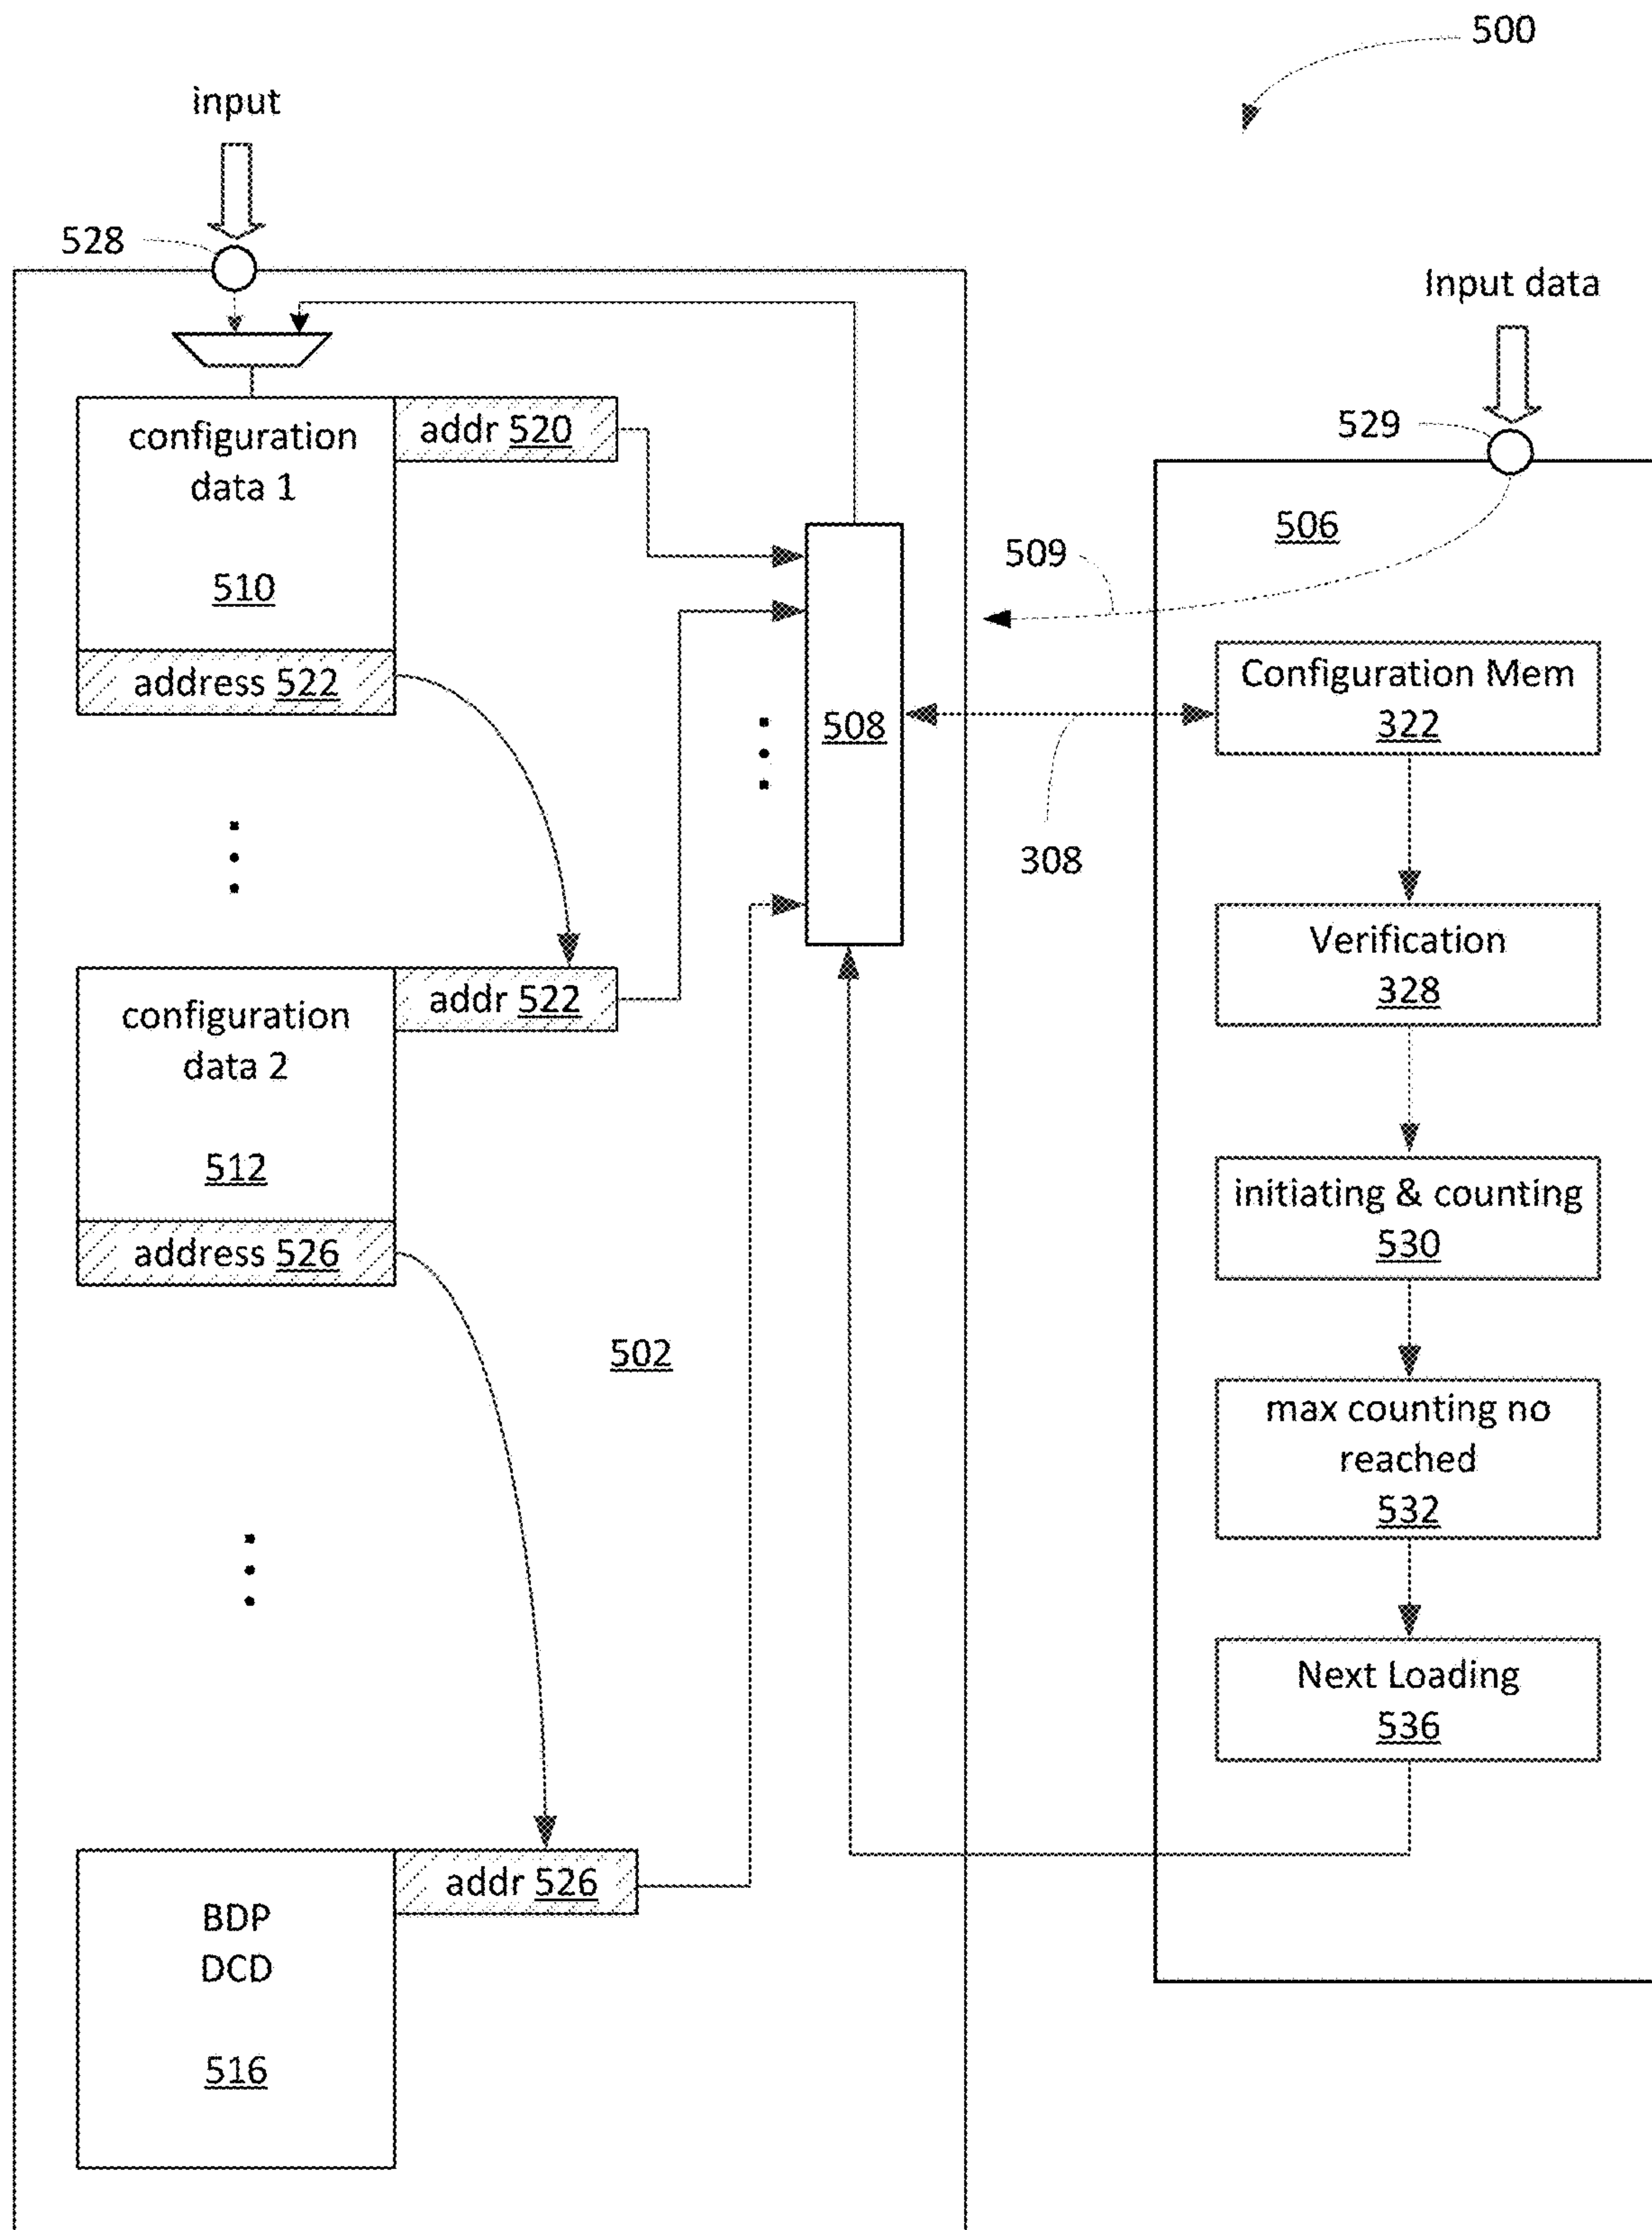 500
input
528
Input data
529
configuration
data 1
510
addr 520
address 522
506
509
508
Configuration Mem
322
308
Verification
328
configuration
data 2
512
addr 522
address 526
initiating & counting
530
502
max counting no
reached
532
Next Loading
536
BDP
DCD
516
addr 526